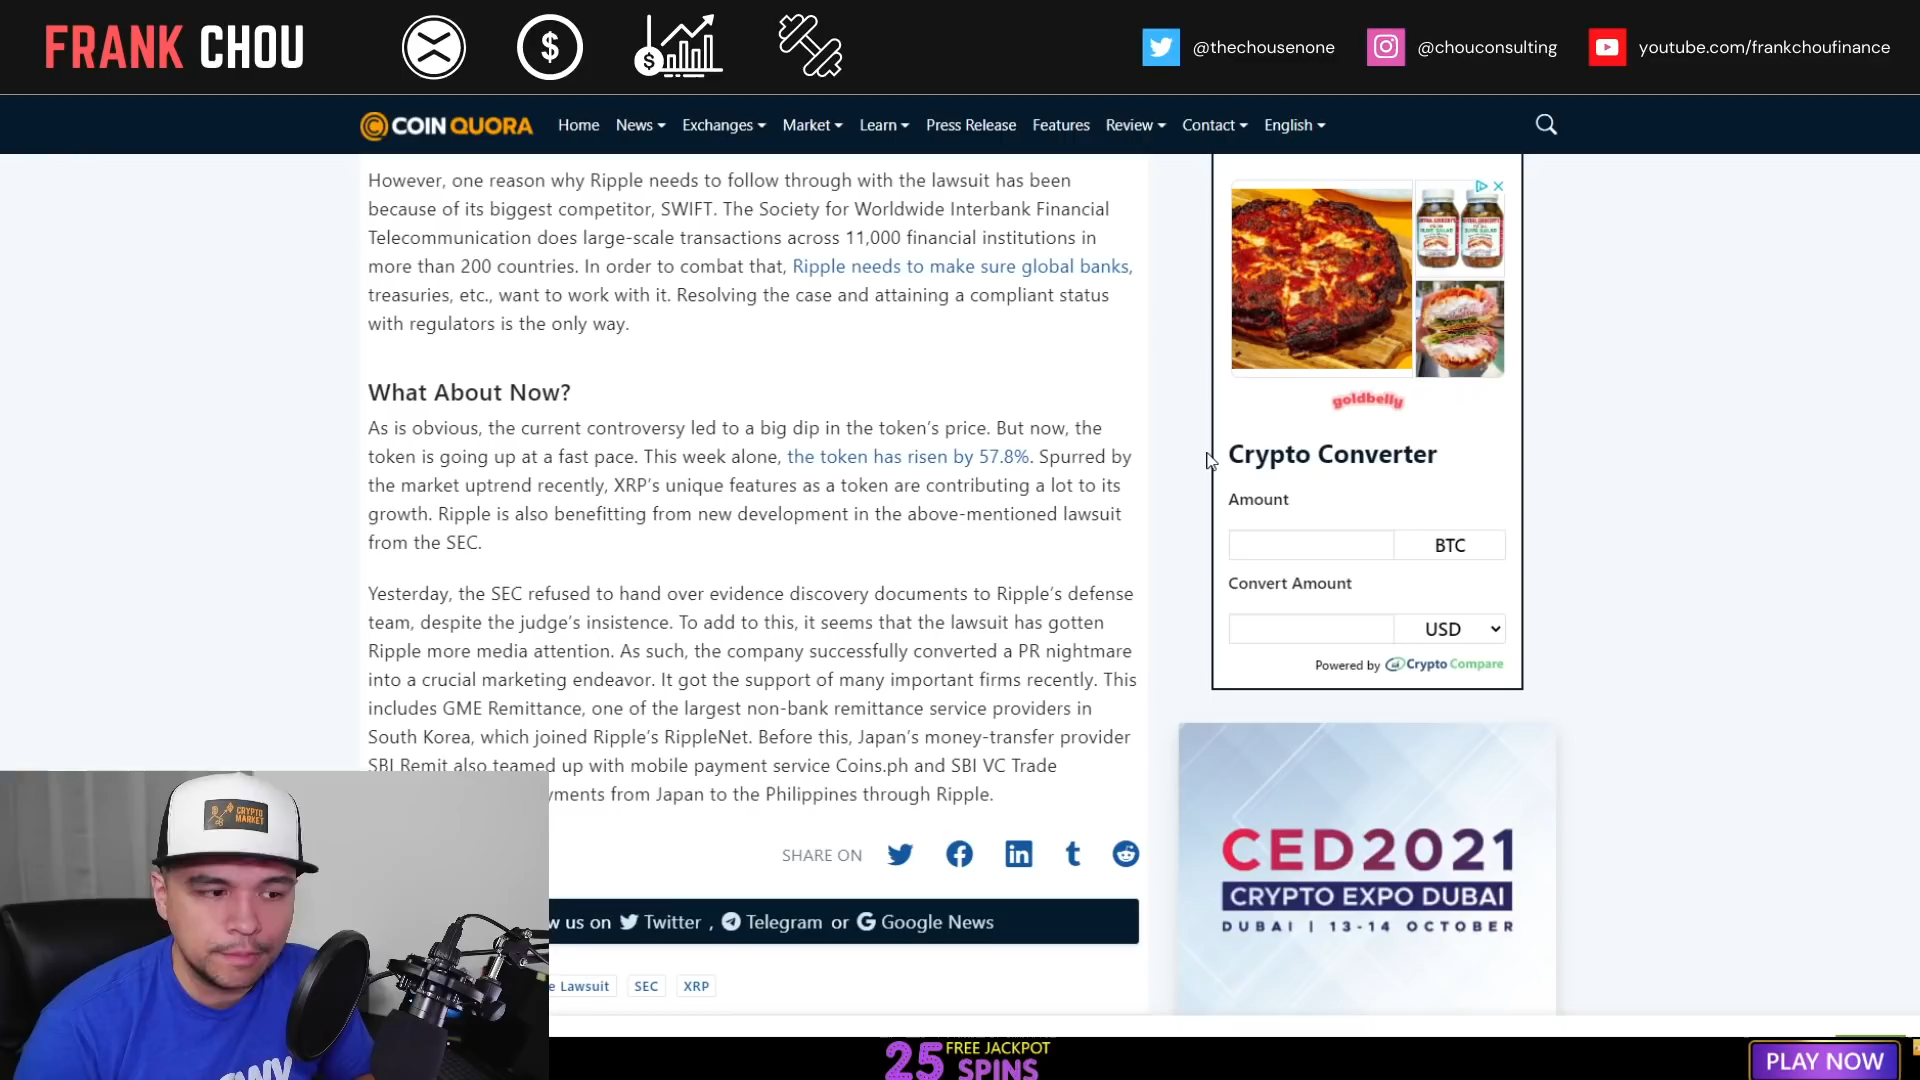 FRANK CHOU
@thechousenone
@chouconsulting
youtube.com/frankchoufinance
COIN QUORA
Home News Exchanges Market Learn Press Release Features Review Contact English
However, one reason why Ripple needs to follow through with the lawsuit has been
because of its biggest competitor, SWIFT. The Society for Worldwide Interbank Financial
Telecommunication does large-scale transactions across 11,000 financial institutions in
more than 200 countries. In order to combat that, Ripple needs to make sure global banks,
treasuries, etc., want to work with it. Resolving the case and attaining a compliant status
with regulators is the only way.
What About Now?
As is obvious, the current controversy led to a big dip in the token's price. But now, the
token is going up at a fast pace. This week alone, the token has risen by 57.8%. Spurred by
the market uptrend recently, XRP's unique features as a token are contributing a lot to its
growth. Ripple is also benefitting from new development in the above-mentioned lawsuit
from the SEC.
Yesterday, the SEC refused to hand over evidence discovery documents to Ripple's defense
team, despite the judge's insistence. To add to this, it seems that the lawsuit has gotten
Ripple more media attention. As such, the company successfully converted a PR nightmare
into a crucial marketing endeavor. It got the support of many important firms recently. This
includes GME Remittance, one of the largest non-bank remittance service providers in
South Korea, which joined Ripple's RippleNet. Before this, Japan's money-transfer provider
SBI Remit also teamed up with mobile payment service Coins.ph and SBI VC Trade
yments from Japan to the Philippines through Ripple.
SHARE ON
w us on Twitter , Telegram or Google News
e Lawsuit
SEC
XRP
goldbelly
Crypto Converter
Amount
BTC
Convert Amount
USD
Powered by Crypto Compare
CED2021
CRYPTO EXPO DUBAI
DUBAI | 13-14 OCTOBER
CRYPTO
MARKET
25 FREE JACKPOT
SPINS
PLAY NOW